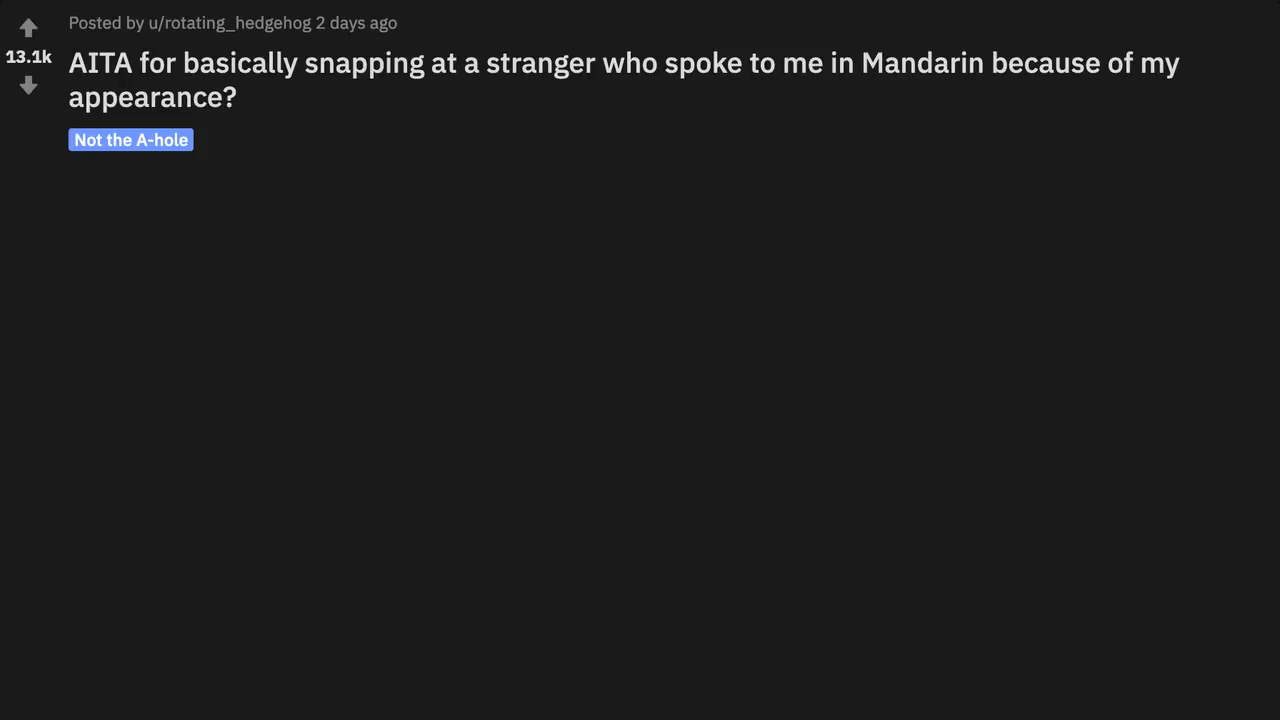 Posted by u/rotating_hedgehog 2 days ago
13.1k
AITA for basically snapping at a stranger who spoke to me in Mandarin because of my
appearance?
Not the A-hole